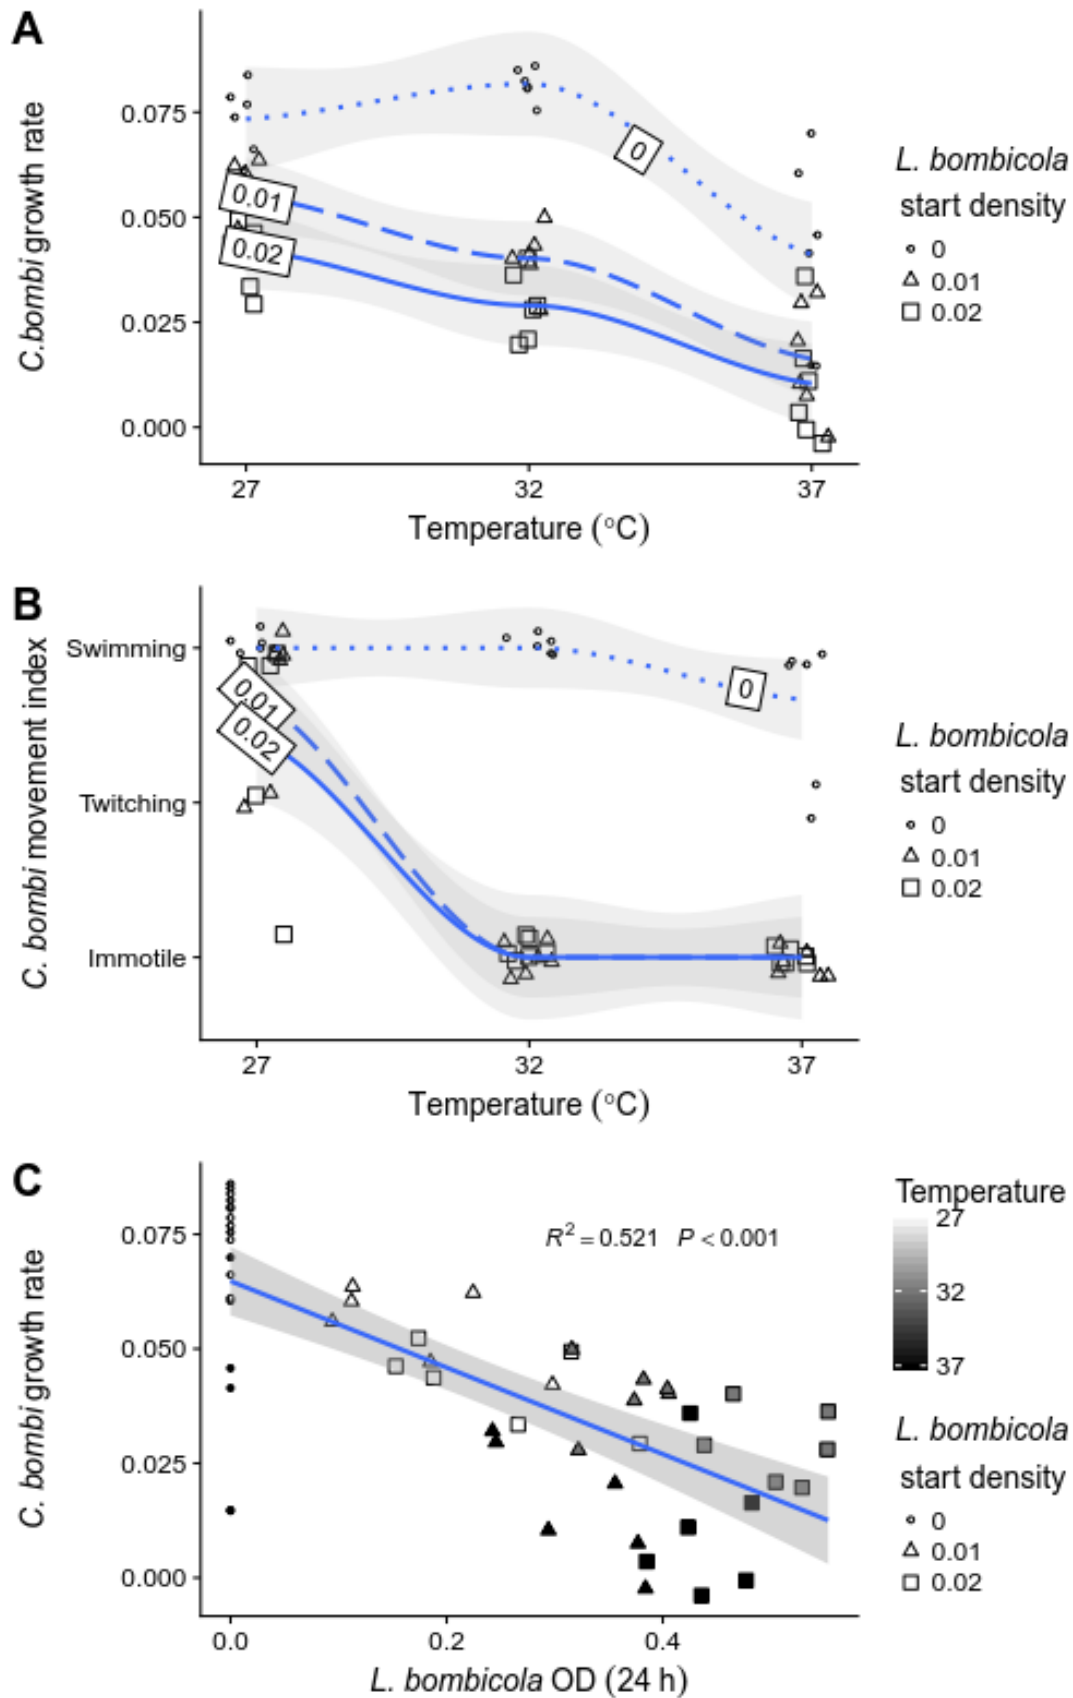 A
C.bombi growth rate
0.075
0.050
0.025
0.000
0
0.01
0.02
27
32
37
Temperature (°C)
L. bombicola
start density
0
0.01
0.02
B
C. bombi movement index
Swimming
Twitching
Immotile
0
0.01
0.02
27
32
37
Temperature (°C)
L. bombicola
start density
0
0.01
0.02
C
C. bombi growth rate
0.075
0.050
0.025
0.000
R² = 0.521 P < 0.001
0.0
0.2
0.4
L. bombicola OD (24 h)
Temperature
27
32
37
L. bombicola
start density
0
0.01
0.02